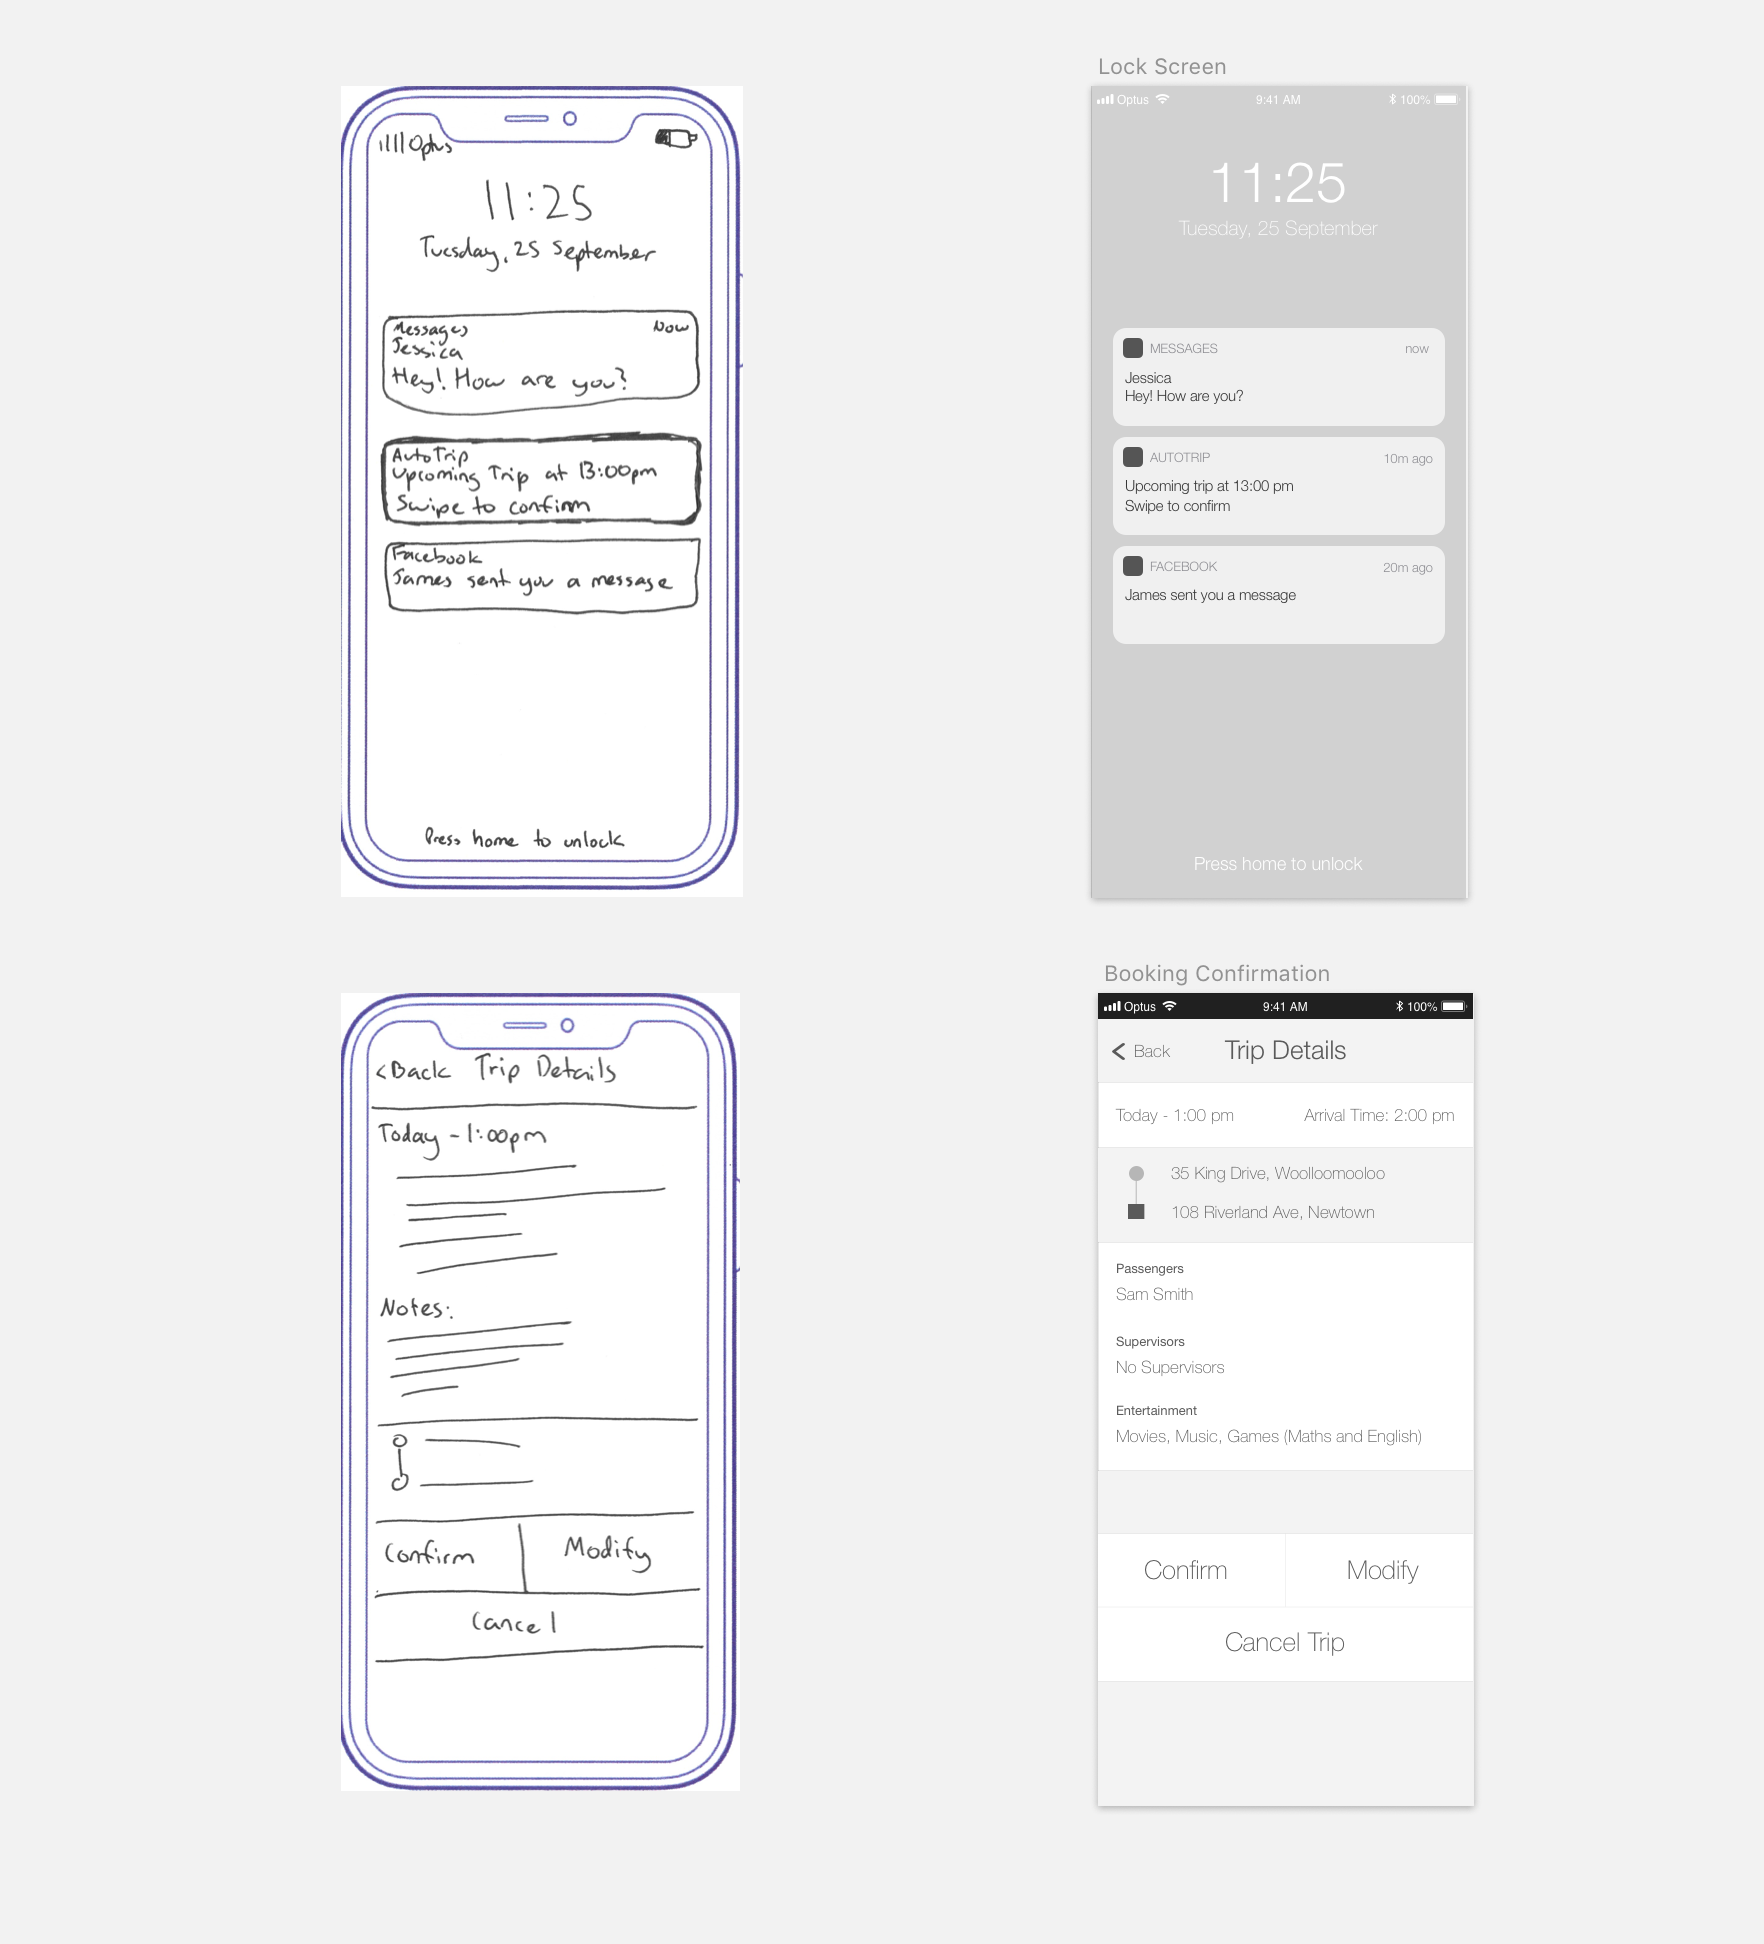 Optus
11:25
Tuesday, 25 September
Messages Now
Jessica
Hey! How are you?
AutoTrip
Upcoming Trip at 13:00pm
Swipe to confirm
Facebook
James sent you a message
Press home to unlock
Lock Screen
Optus 9:41 AM 100%
11:25
Tuesday, 25 September
MESSAGES now
Jessica
Hey! How are you?
AUTOTRIP 10m ago
Upcoming trip at 13:00 pm
Swipe to confirm
FACEBOOK 20m ago
James sent you a message
Press home to unlock
<Back Trip Details
Today - 1:00pm
Notes:
Confirm Modify
Cancel
Booking Confirmation
Optus 9:41 AM 100%
Back Trip Details
Today - 1:00 pm Arrival Time: 2:00 pm
35 King Drive, Woolloomooloo
108 Riverland Ave, Newtown
Passengers
Sam Smith
Supervisors
No Supervisors
Entertainment
Movies, Music, Games (Maths and English)
Confirm Modify
Cancel Trip